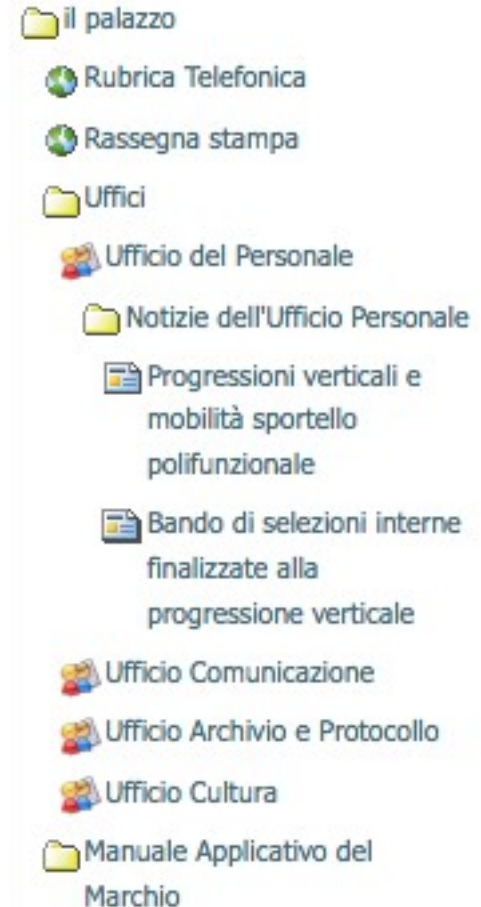 il palazzo
Rubrica Telefonica
Rassegna stampa
Uffici
Ufficio del Personale
Notizie dell'Ufficio Personale
Progressioni verticali e
mobilità sportello
polifunzionale
Bando di selezioni interne
finalizzate alla
progressione verticale
Ufficio Comunicazione
Ufficio Archivio e Protocollo
Ufficio Cultura
Manuale Applicativo del
Marchio